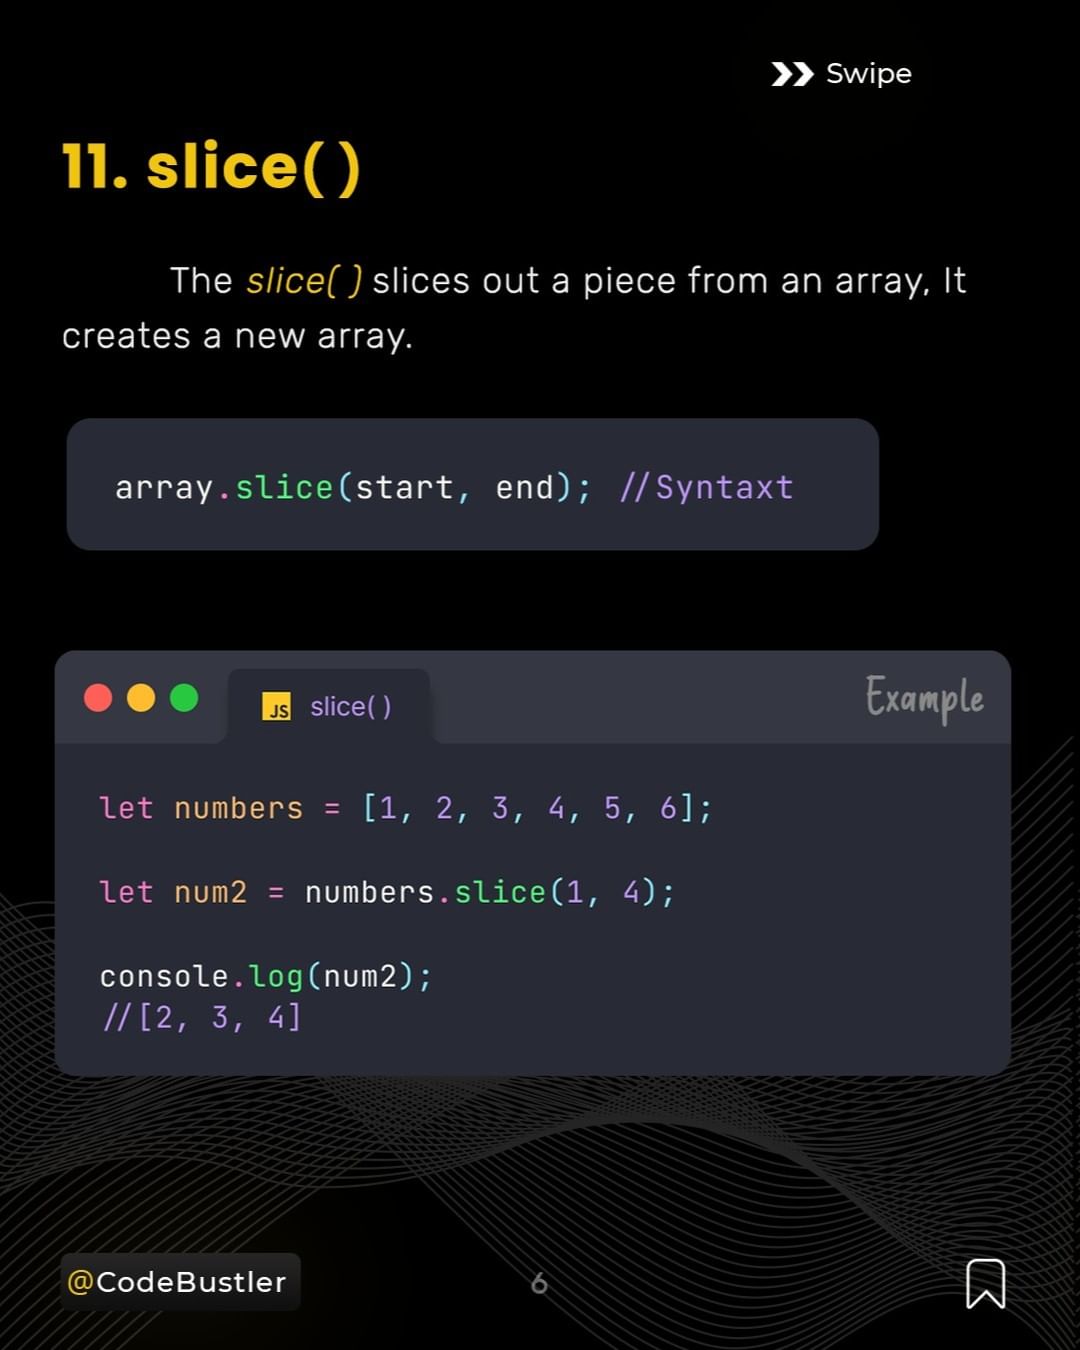 Swipe
11. slice( )
The slice( ) slices out a piece from an array, It
creates a new array.
array.slice(start, end); //Syntaxt
JS slice( )
Example
let numbers = [1, 2, 3, 4, 5, 6];
let num2 = numbers.slice(1, 4);
console.log(num2);
//[2, 3, 4]
@CodeBustler
6